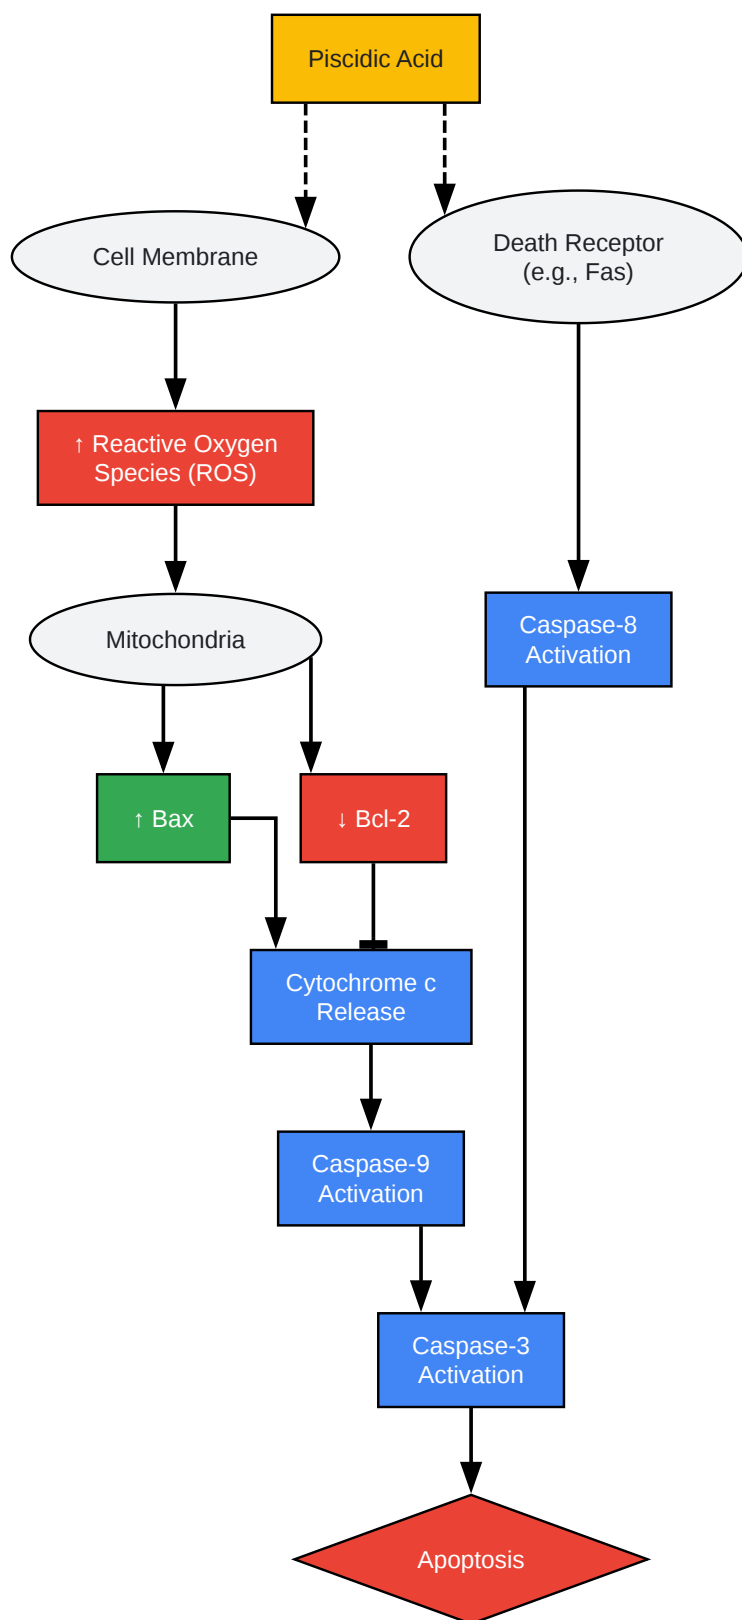 Piscidic Acid
Cell Membrane
Death Receptor
(e.g., Fas)
↑ Reactive Oxygen
Species (ROS)
Mitochondria
Caspase-8
Activation
↑ Bax
↓ Bcl-2
Cytochrome c
Release
Caspase-9
Activation
Caspase-3
Activation
Apoptosis